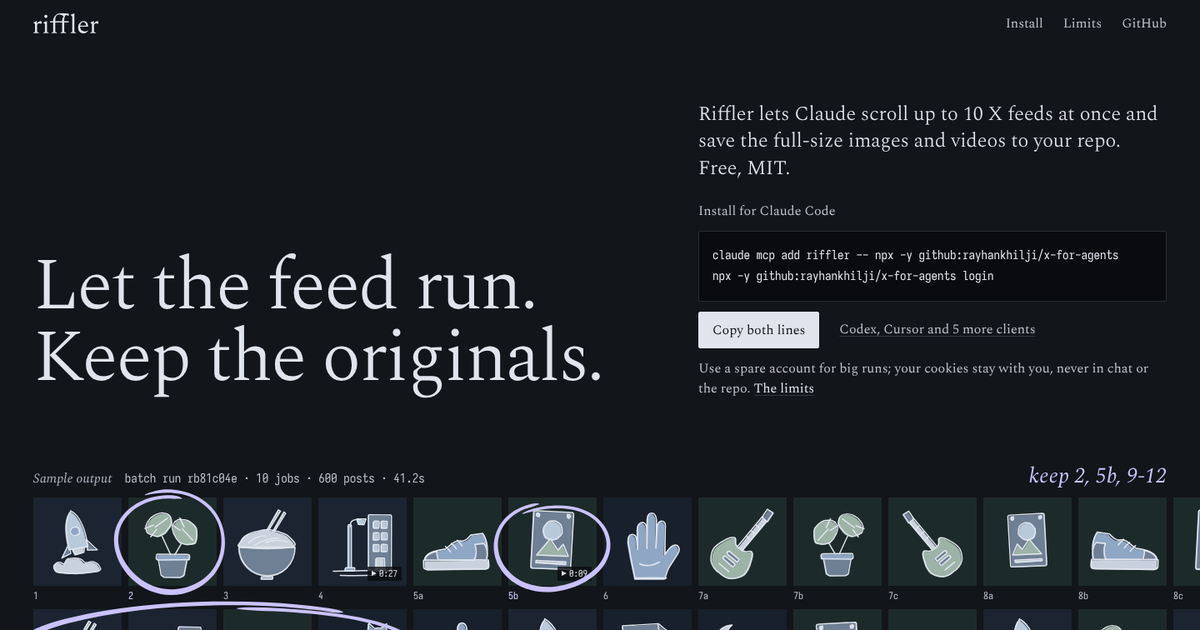 riffler
Install Limits GitHub
Riffler lets Claude scroll up to 10 X feeds at once and
save the full-size images and videos to your repo.
Free, MIT.
Install for Claude Code
claude mcp add riffler -- npx -y github:rayhankhilji/x-for-agents
npx -y github:rayhankhilji/x-for-agents login
Copy both lines Codex, Cursor and 5 more clients
Use a spare account for big runs; your cookies stay with you, never in chat or
the repo. The limits
Let the feed run.
Keep the originals.
Sample output batch run rb81c04e · 10 jobs · 600 posts · 41.2s
keep 2, 5b, 9-12
0:27 0:09
1 2 3 4 5a 5b 6 7a 7b 7c 8a 8b 8c